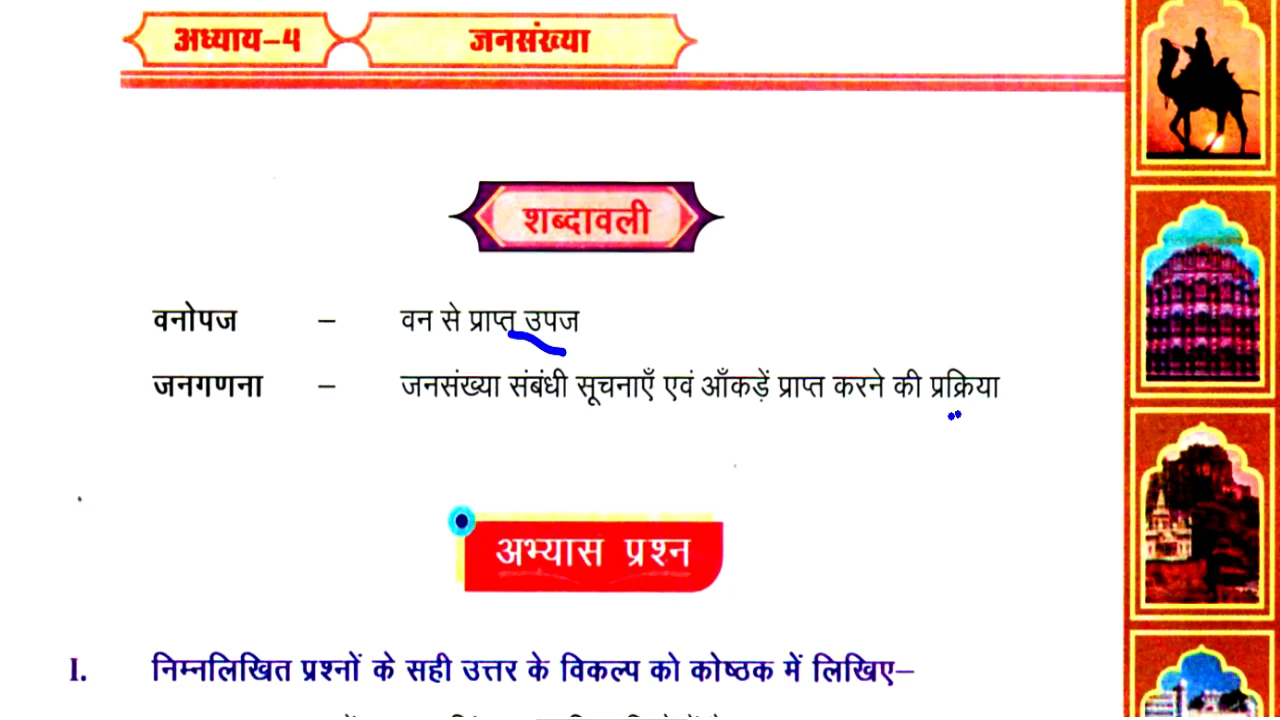 अध्याय-4 जनसंख्या
शब्दावली
वनोपज – वन से प्राप्त उपज
जनगणना – जनसंख्या संबंधी सूचनाएँ एवं आँकड़ें प्राप्त करने की प्रक्रिया
अभ्यास प्रश्न
I. निम्नलिखित प्रश्नों के सही उत्तर के विकल्प को कोष्ठक में लिखिए–